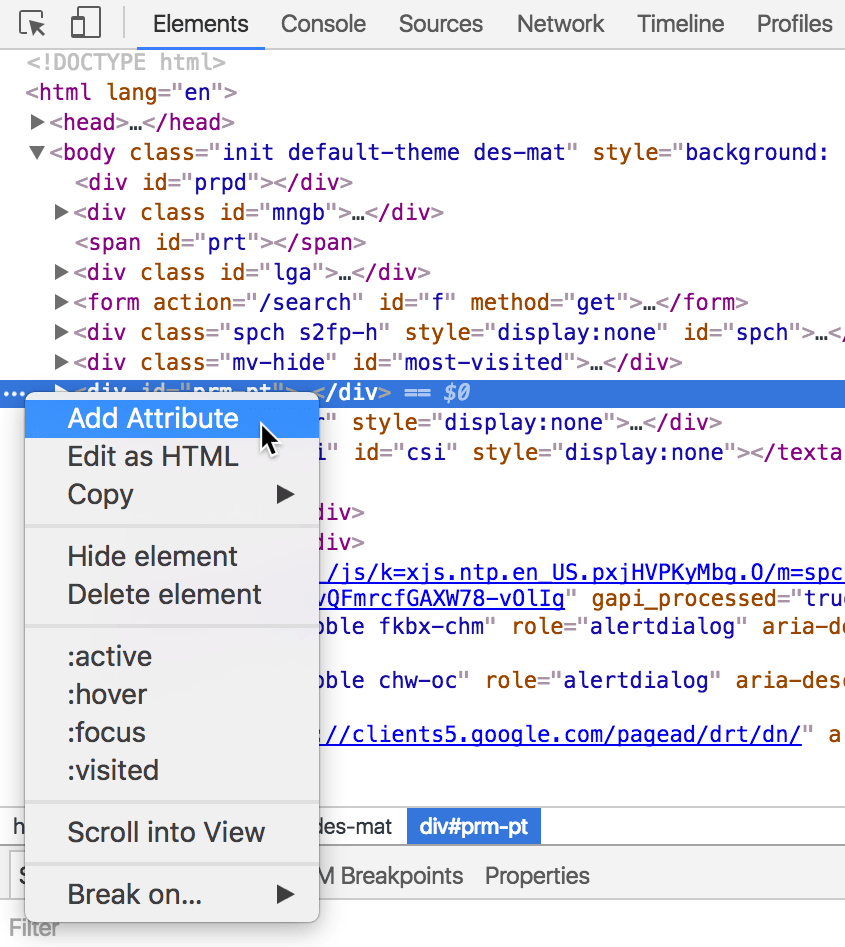 Elements Console Sources Network Timeline Profiles
<!DOCTYPE html>
<html lang="en">
<head>…</head>
<body class="init default-theme des-mat" style="background:
<div id="prpd"></div>
<div class id="mngb">…</div>
<span id="prt"></span>
<div class id="lga">…</div>
<form action="/search" id="f" method="get">…</form>
<div class="spch s2fp-h" style="display:none" id="spch">…</
<div class="mv-hide" id="most-visited">…</div>
<div id="prm-pt">…</div> == $0
Add Attribute
" style="display:none">…</div>
Edit as HTML
i" id="csi" style="display:none"></texta
Copy
div>
div>
Hide element
/js/k=xjs.ntp.en_US.pxjHVPKyMbg.O/m=spc
Delete element
vQFmrcfGAXW78-vOlIg" gapi_processed="true
bble fkbx-chm" role="alertdialog" aria-de
:active
bble chw-oc" role="alertdialog" aria-desc
:hover
:focus
://clients5.google.com/pagead/drt/dn/" a
:visited
Scroll into View
des-mat div#prm-pt
M Breakpoints Properties
Break on...
Filter